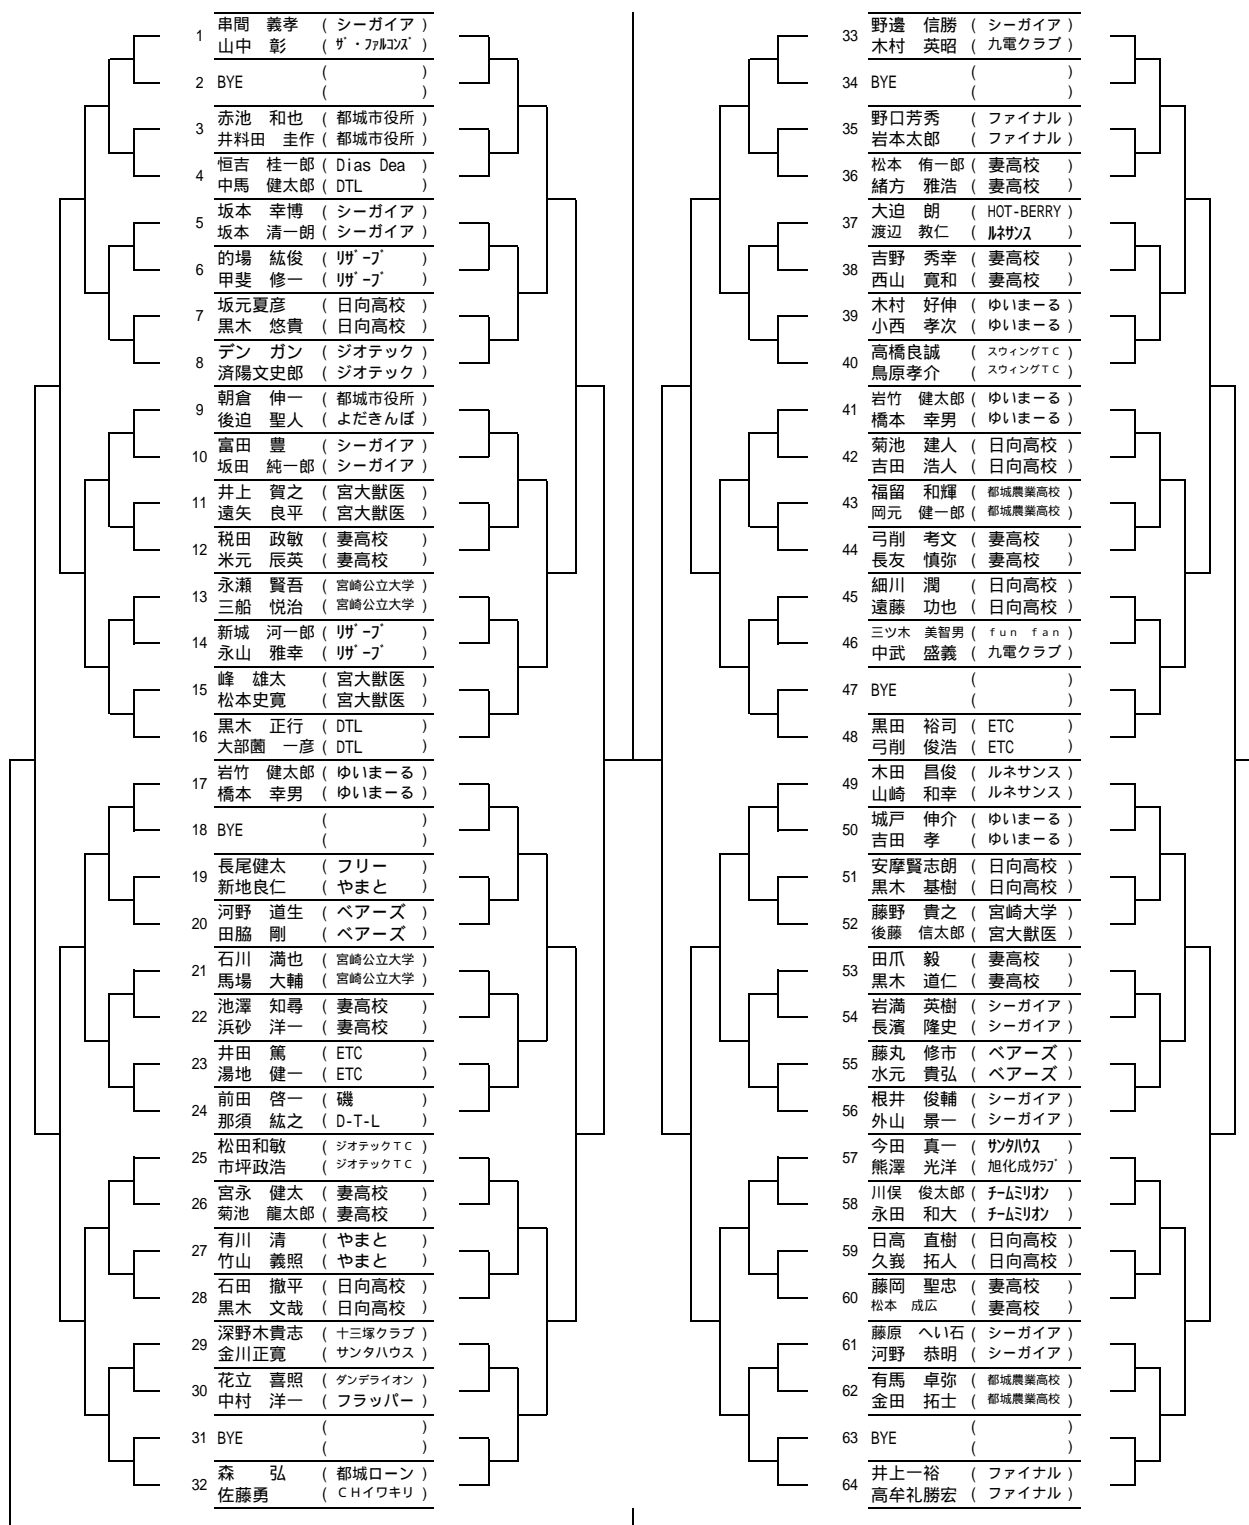 1 串間 義孝 ( シーガイア )
山中 彰 ( ザ・ファルコンズ )
2 BYE ( )
( )
3 赤池 和也 ( 都城市役所 )
井料田 圭作 ( 都城市役所 )
4 恒吉 桂一郎 ( Dias Dea )
中馬 健太郎 ( DTL )
5 坂本 幸博 ( シーガイア )
坂本 清一朗 ( シーガイア )
6 的場 紘俊 ( リザーブ )
甲斐 修一 ( リザーブ )
7 坂元夏彦 ( 日向高校 )
黒木 悠貴 ( 日向高校 )
8 デン ガン ( ジオテック )
済陽文史郎 ( ジオテック )
9 朝倉 伸一 ( 都城市役所 )
後迫 聖人 ( よだきんぼ )
10 富田 豊 ( シーガイア )
坂田 純一郎 ( シーガイア )
11 井上 賀之 ( 宮大獣医 )
遠矢 良平 ( 宮大獣医 )
12 税田 政敏 ( 妻高校 )
米元 辰英 ( 妻高校 )
13 永瀬 賢吾 ( 宮崎公立大学 )
三船 悦治 ( 宮崎公立大学 )
14 新城 河一郎 ( リザーブ )
永山 雅幸 ( リザーブ )
15 峰 雄太 ( 宮大獣医 )
松本史寛 ( 宮大獣医 )
16 黒木 正行 ( DTL )
大部薗 一彦 ( DTL )
17 岩竹 健太郎 ( ゆいまーる )
橋本 幸男 ( ゆいまーる )
18 BYE ( )
( )
19 長尾健太 ( フリー )
新地良仁 ( やまと )
20 河野 道生 ( ベアーズ )
田脇 剛 ( ベアーズ )
21 石川 満也 ( 宮崎公立大学 )
馬場 大輔 ( 宮崎公立大学 )
22 池澤 知尋 ( 妻高校 )
浜砂 洋一 ( 妻高校 )
23 井田 篤 ( ETC )
湯地 健一 ( ETC )
24 前田 啓一 ( 磯 )
那須 紘之 ( D-T-L )
25 松田和敏 ( ジオテックTC )
市坪政浩 ( ジオテックTC )
26 宮永 健太 ( 妻高校 )
菊池 龍太郎 ( 妻高校 )
27 有川 清 ( やまと )
竹山 義照 ( やまと )
28 石田 撤平 ( 日向高校 )
黒木 文哉 ( 日向高校 )
29 深野木貴志 ( 十三塚クラブ )
金川正寛 ( サンタハウス )
30 花立 喜照 ( ダンデライオン )
中村 洋一 ( フラッパー )
31 BYE ( )
( )
32 森 弘 ( 都城ローン )
佐藤勇 ( CHイワキリ )
33 野邊 信勝 ( シーガイア )
木村 英昭 ( 九電クラブ )
34 BYE ( )
( )
35 野口芳秀 ( ファイナル )
岩本太郎 ( ファイナル )
36 松本 侑一郎 ( 妻高校 )
緒方 雅浩 ( 妻高校 )
37 大迫 朗 ( HOT-BERRY )
渡辺 教仁 ( ルネサンス )
38 吉野 秀幸 ( 妻高校 )
西山 寛和 ( 妻高校 )
39 木村 好伸 ( ゆいまーる )
小西 孝次 ( ゆいまーる )
40 高橋良誠 ( スウィングTC )
鳥原孝介 ( スウィングTC )
41 岩竹 健太郎 ( ゆいまーる )
橋本 幸男 ( ゆいまーる )
42 菊池 建人 ( 日向高校 )
吉田 浩人 ( 日向高校 )
43 福留 和輝 ( 都城農業高校 )
岡元 健一郎 ( 都城農業高校 )
44 弓削 考文 ( 妻高校 )
長友 慎弥 ( 妻高校 )
45 細川 潤 ( 日向高校 )
遠藤 功也 ( 日向高校 )
46 三ツ木 美智男 ( fun fan )
中武 盛義 ( 九電クラブ )
47 BYE ( )
( )
48 黒田 裕司 ( ETC )
弓削 俊浩 ( ETC )
49 木田 昌俊 ( ルネサンス )
山崎 和幸 ( ルネサンス )
50 城戸 伸介 ( ゆいまーる )
吉田 孝 ( ゆいまーる )
51 安摩賢志朗 ( 日向高校 )
黒木 基樹 ( 日向高校 )
52 藤野 貴之 ( 宮崎大学 )
後藤 信太郎 ( 宮大獣医 )
53 田爪 毅 ( 妻高校 )
黒木 道仁 ( 妻高校 )
54 岩満 英樹 ( シーガイア )
長濱 隆史 ( シーガイア )
55 藤丸 修市 ( ベアーズ )
水元 貴弘 ( ベアーズ )
56 根井 俊輔 ( シーガイア )
外山 景一 ( シーガイア )
57 今田 真一 ( サンタハウス )
熊澤 光洋 ( 旭化成クラブ )
58 川俣 俊太郎 ( チームミリオン )
永田 和大 ( チームミリオン )
59 日高 直樹 ( 日向高校 )
久峩 拓人 ( 日向高校 )
60 藤岡 聖忠 ( 妻高校 )
松本 成広 ( 妻高校 )
61 藤原 へい石 ( シーガイア )
河野 恭明 ( シーガイア )
62 有馬 卓弥 ( 都城農業高校 )
金田 拓士 ( 都城農業高校 )
63 BYE ( )
( )
64 井上一裕 ( ファイナル )
高牟礼勝宏 ( ファイナル )